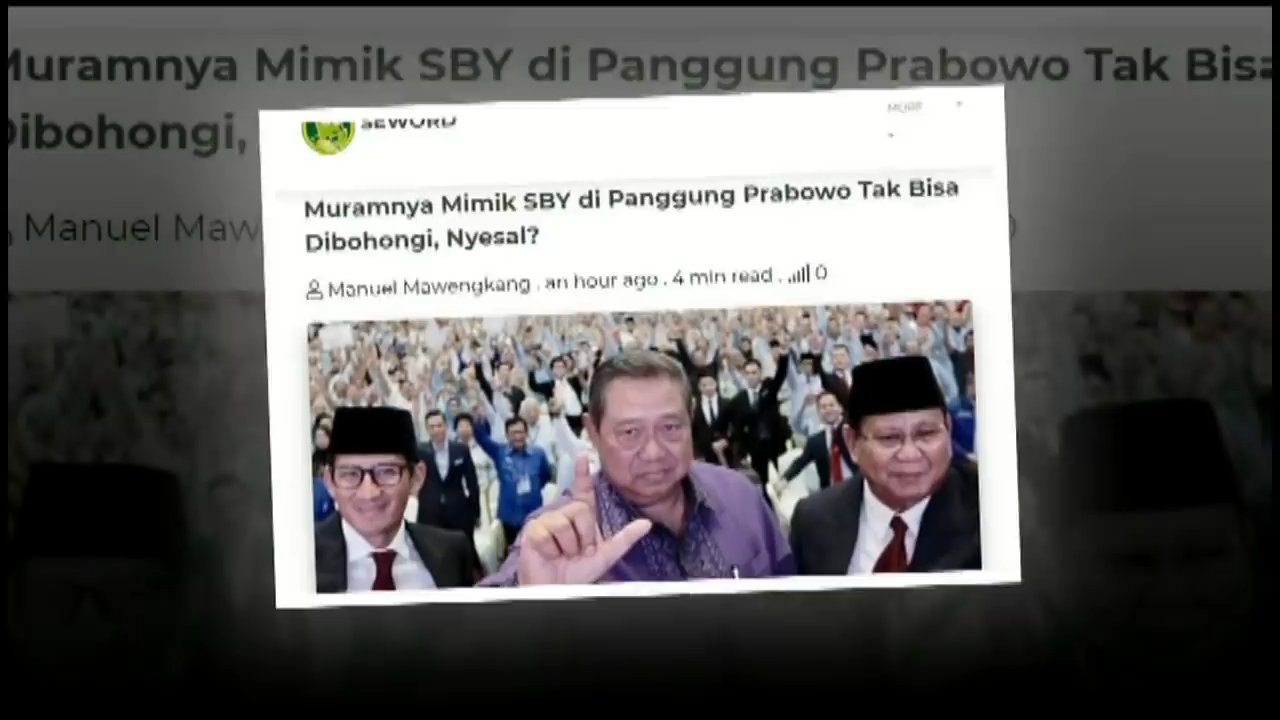 Muramnya Mimik SBY di Panggung Prabowo Tak Bisa
Dibohongi,
Manuel Maw
SEWORD
MORE
Muramnya Mimik SBY di Panggung Prabowo Tak Bisa
Dibohongi, Nyesal?
Manuel Mawengkang . an hour ago . 4 min read . 0